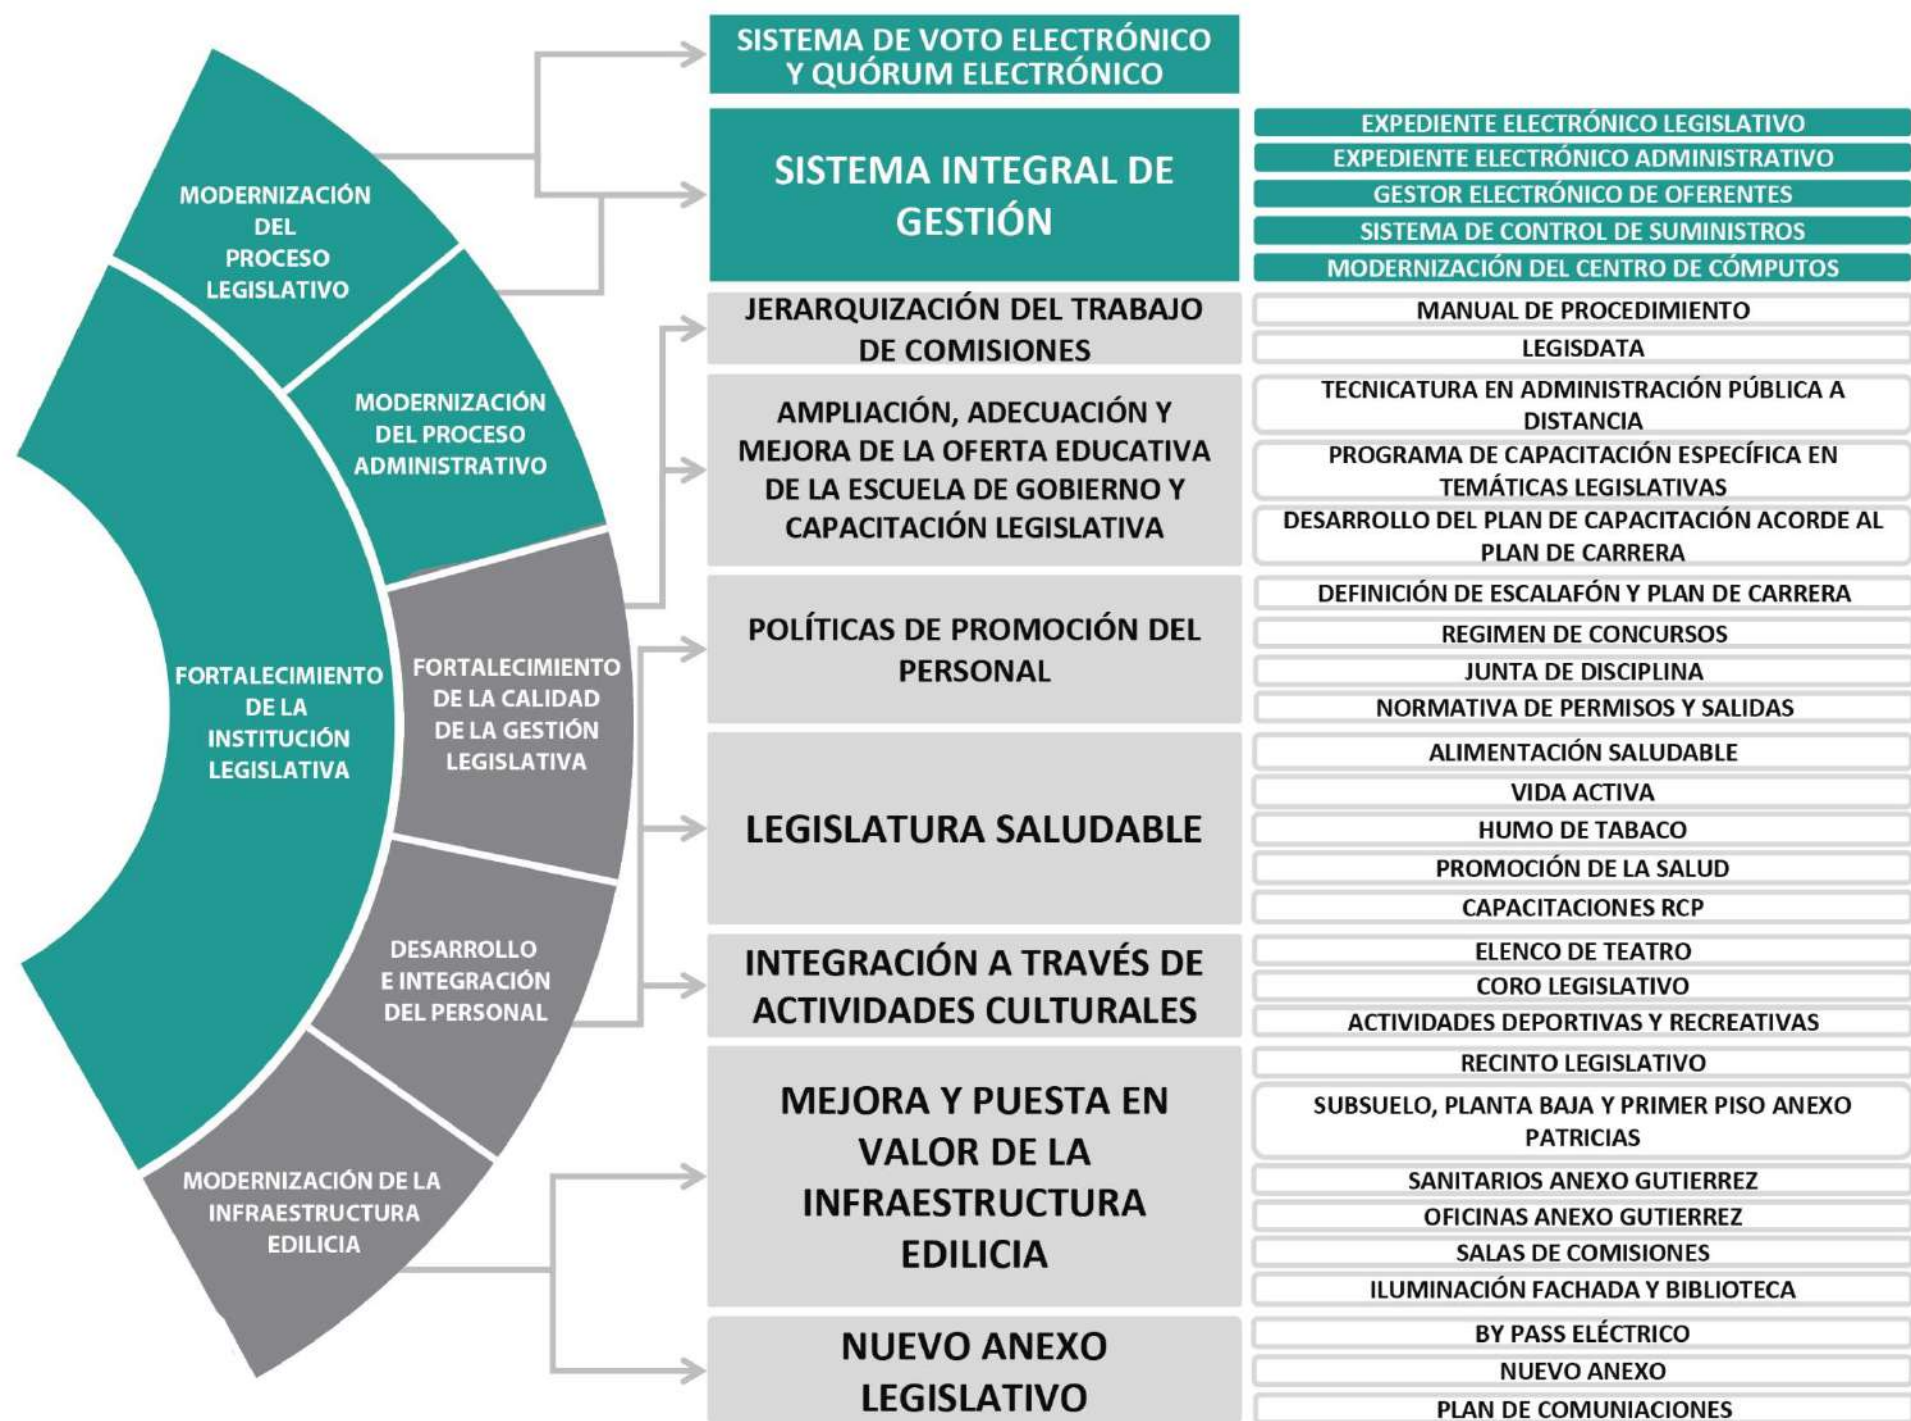 MODERNIZACIÓN
DEL
PROCESO
LEGISLATIVO
MODERNIZACIÓN
DEL PROCESO
ADMINISTRATIVO
FORTALECIMIENTO
DE LA
INSTITUCIÓN
LEGISLATIVA
FORTALECIMIENTO
DE LA CALIDAD
DE LA GESTIÓN
LEGISLATIVA
DESARROLLO
E INTEGRACIÓN
DEL PERSONAL
MODERNIZACIÓN DE LA
INFRAESTRUCTURA
EDILICIA
SISTEMA DE VOTO ELECTRÓNICO
Y QUÓRUM ELECTRÓNICO
SISTEMA INTEGRAL DE
GESTIÓN
EXPEDIENTE ELECTRÓNICO LEGISLATIVO
EXPEDIENTE ELECTRÓNICO ADMINISTRATIVO
GESTOR ELECTRÓNICO DE OFERENTES
SISTEMA DE CONTROL DE SUMINISTROS
MODERNIZACIÓN DEL CENTRO DE CÓMPUTOS
JERARQUIZACIÓN DEL TRABAJO
DE COMISIONES
MANUAL DE PROCEDIMIENTO
LEGISDATA
AMPLIACIÓN, ADECUACIÓN Y
MEJORA DE LA OFERTA EDUCATIVA
DE LA ESCUELA DE GOBIERNO Y
CAPACITACIÓN LEGISLATIVA
TECNICATURA EN ADMINISTRACIÓN PÚBLICA A
DISTANCIA
PROGRAMA DE CAPACITACIÓN ESPECÍFICA EN
TEMÁTICAS LEGISLATIVAS
DESARROLLO DEL PLAN DE CAPACITACIÓN ACORDE AL
PLAN DE CARRERA
POLÍTICAS DE PROMOCIÓN DEL
PERSONAL
DEFINICIÓN DE ESCALAFÓN Y PLAN DE CARRERA
REGIMEN DE CONCURSOS
JUNTA DE DISCIPLINA
NORMATIVA DE PERMISOS Y SALIDAS
LEGISLATURA SALUDABLE
ALIMENTACIÓN SALUDABLE
VIDA ACTIVA
HUMO DE TABACO
PROMOCIÓN DE LA SALUD
CAPACITACIONES RCP
INTEGRACIÓN A TRAVÉS DE
ACTIVIDADES CULTURALES
ELENCO DE TEATRO
CORO LEGISLATIVO
ACTIVIDADES DEPORTIVAS Y RECREATIVAS
MEJORA Y PUESTA EN
VALOR DE LA
INFRAESTRUCTURA
EDILICIA
RECINTO LEGISLATIVO
SUBSUELO, PLANTA BAJA Y PRIMER PISO ANEXO
PATRICIAS
SANITARIOS ANEXO GUTIERREZ
OFICINAS ANEXO GUTIERREZ
SALAS DE COMISIONES
ILUMINACIÓN FACHADA Y BIBLIOTECA
NUEVO ANEXO
LEGISLATIVO
BY PASS ELÉCTRICO
NUEVO ANEXO
PLAN DE COMUNIACIONES